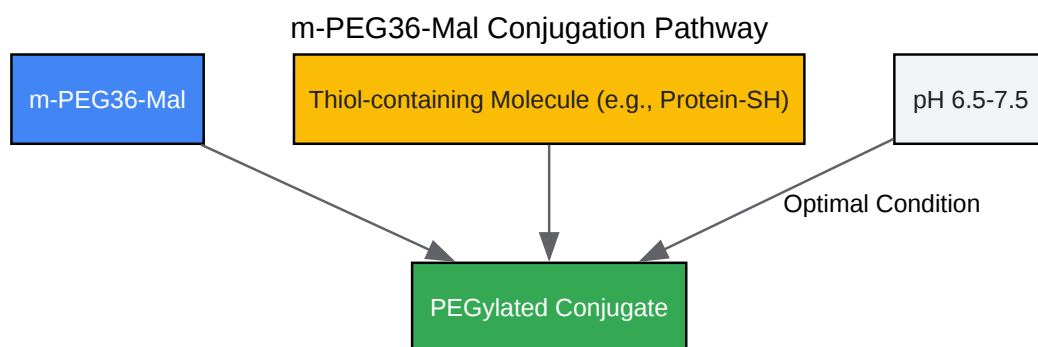 m-PEG36-Mal Conjugation Pathway
m-PEG36-Mal
Thiol-containing Molecule (e.g., Protein-SH)
pH 6.5-7.5
Optimal Condition
PEGylated Conjugate